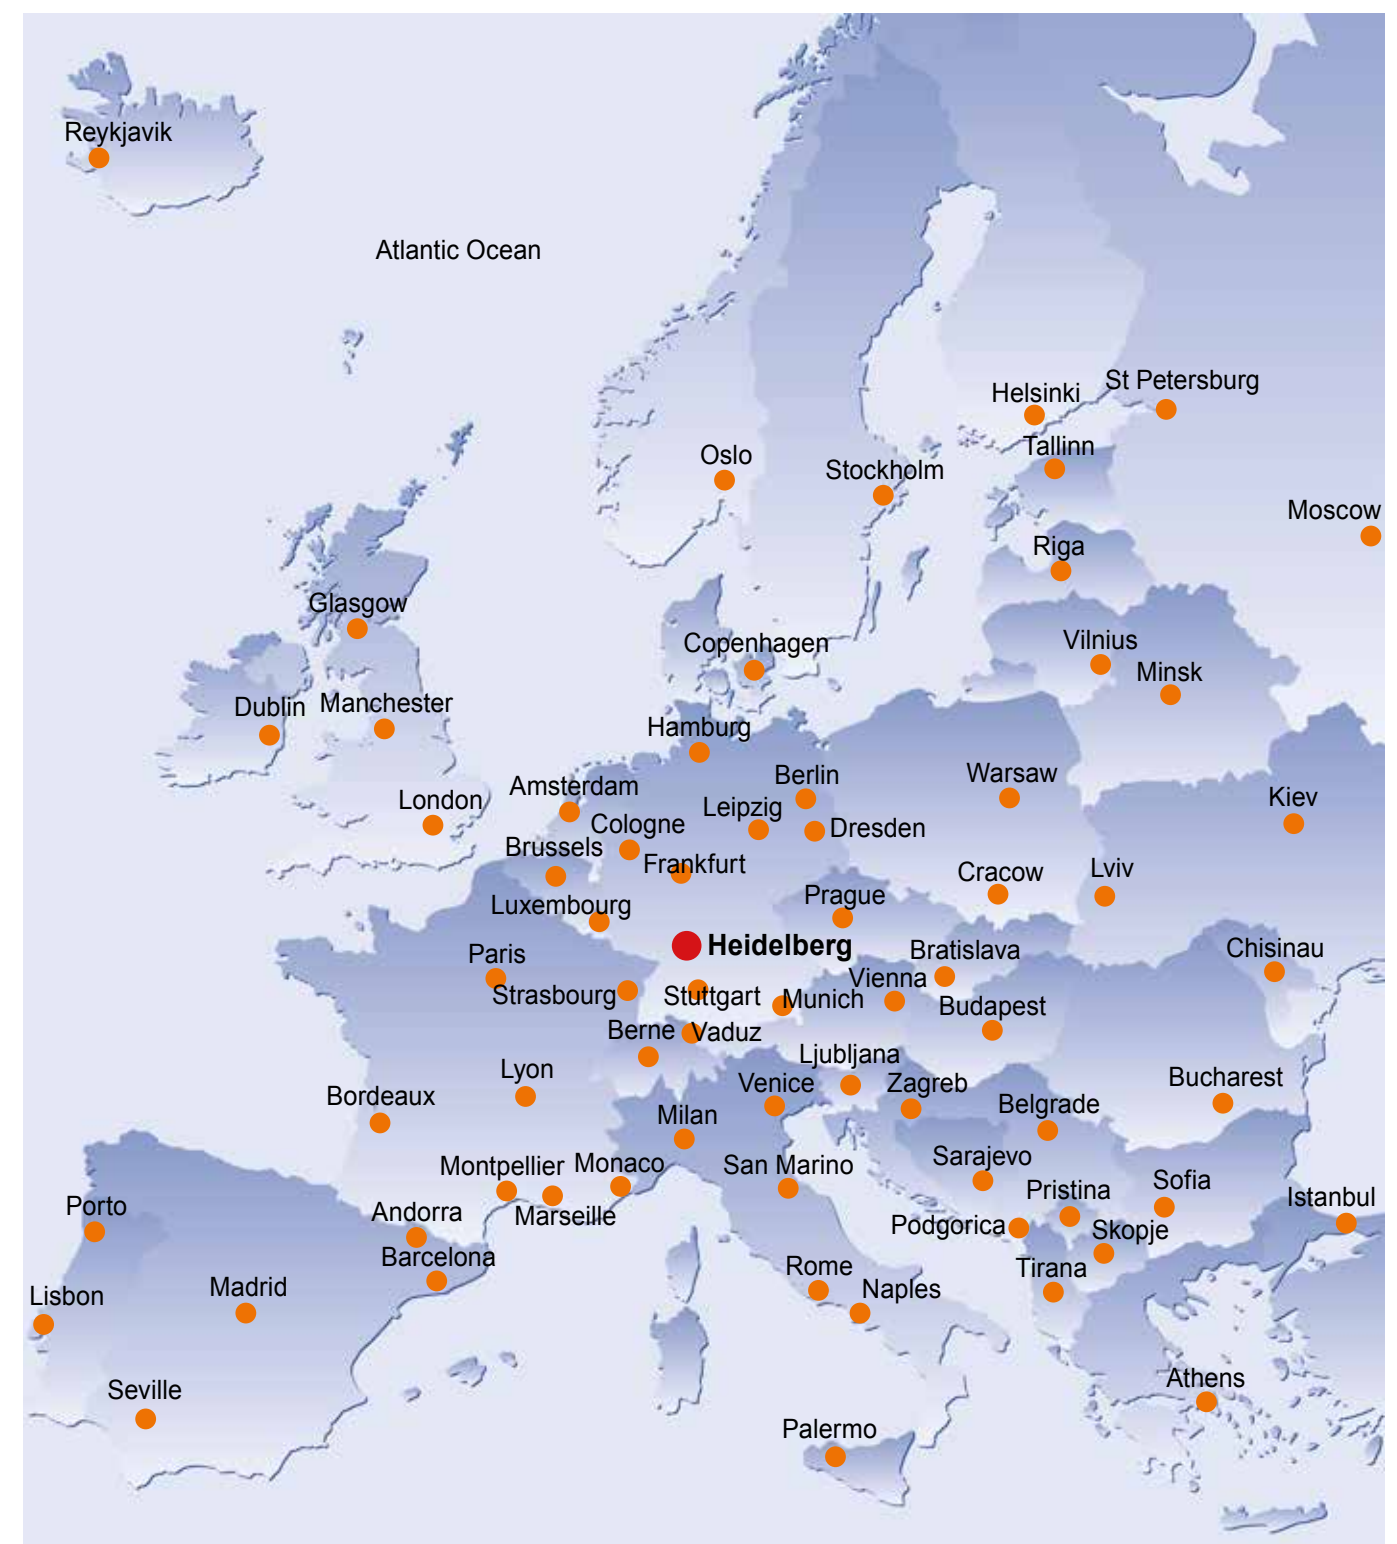 Reykjavik
Atlantic Ocean
St Petersburg
Helsinki
Tallinn
Oslo
Stockholm
Moscow
Riga
Glasgow
Copenhagen
Vilnius
Minsk
Dublin
Manchester
Hamburg
Amsterdam
Berlin
Warsaw
Kiev
London
Leipzig
Cologne
Dresden
Brussels
Frankfurt
Cracow
Lviv
Prague
Luxembourg
Heidelberg
Paris
Bratislava
Chisinau
Vienna
Strasbourg
Stuttgart
Munich
Budapest
Berne
Vaduz
Ljubljana
Lyon
Venice
Zagreb
Bucharest
Bordeaux
Milan
Belgrade
Montpellier
Monaco
San Marino
Sarajevo
Pristina
Sofia
Istanbul
Porto
Andorra
Marseille
Podgorica
Skopje
Barcelona
Rome
Tirana
Lisbon
Madrid
Naples
Seville
Athens
Palermo